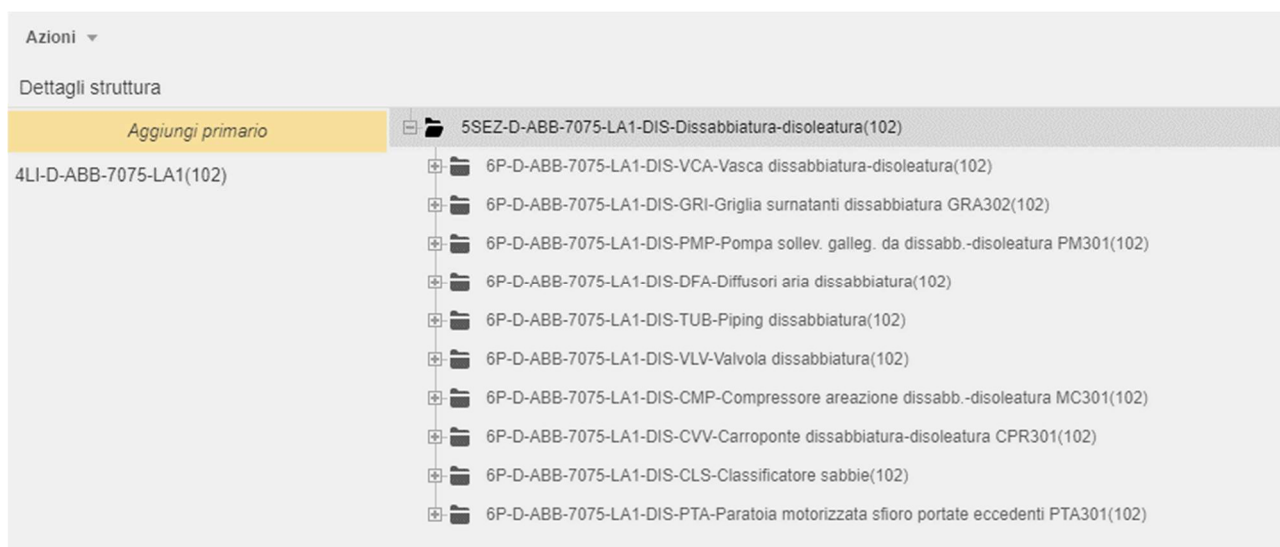 Azioni
Dettagli struttura
Aggiungi primario
4LI-D-ABB-7075-LA1(102)
5SEZ-D-ABB-7075-LA1-DIS-Dissabbiatura-disoleatura(102)
6P-D-ABB-7075-LA1-DIS-VCA-Vasca dissabbiatura-disoleatura(102)
6P-D-ABB-7075-LA1-DIS-GRI-Griglia surnatanti dissabbiatura GRA302(102)
6P-D-ABB-7075-LA1-DIS-PMP-Pompa sollev. galleg. da dissabb.-disoleatura PM301(102)
6P-D-ABB-7075-LA1-DIS-DFA-Diffusori aria dissabbiatura(102)
6P-D-ABB-7075-LA1-DIS-TUB-Piping dissabbiatura(102)
6P-D-ABB-7075-LA1-DIS-VLV-Valvola dissabbiatura(102)
6P-D-ABB-7075-LA1-DIS-CMP-Compressore areazione dissabb.-disoleatura MC301(102)
6P-D-ABB-7075-LA1-DIS-CVV-Carroponte dissabbiatura-disoleatura CPR301(102)
6P-D-ABB-7075-LA1-DIS-CLS-Classificatore sabbie(102)
6P-D-ABB-7075-LA1-DIS-PTA-Paratoia motorizzata sfioro portate eccedenti PTA301(102)